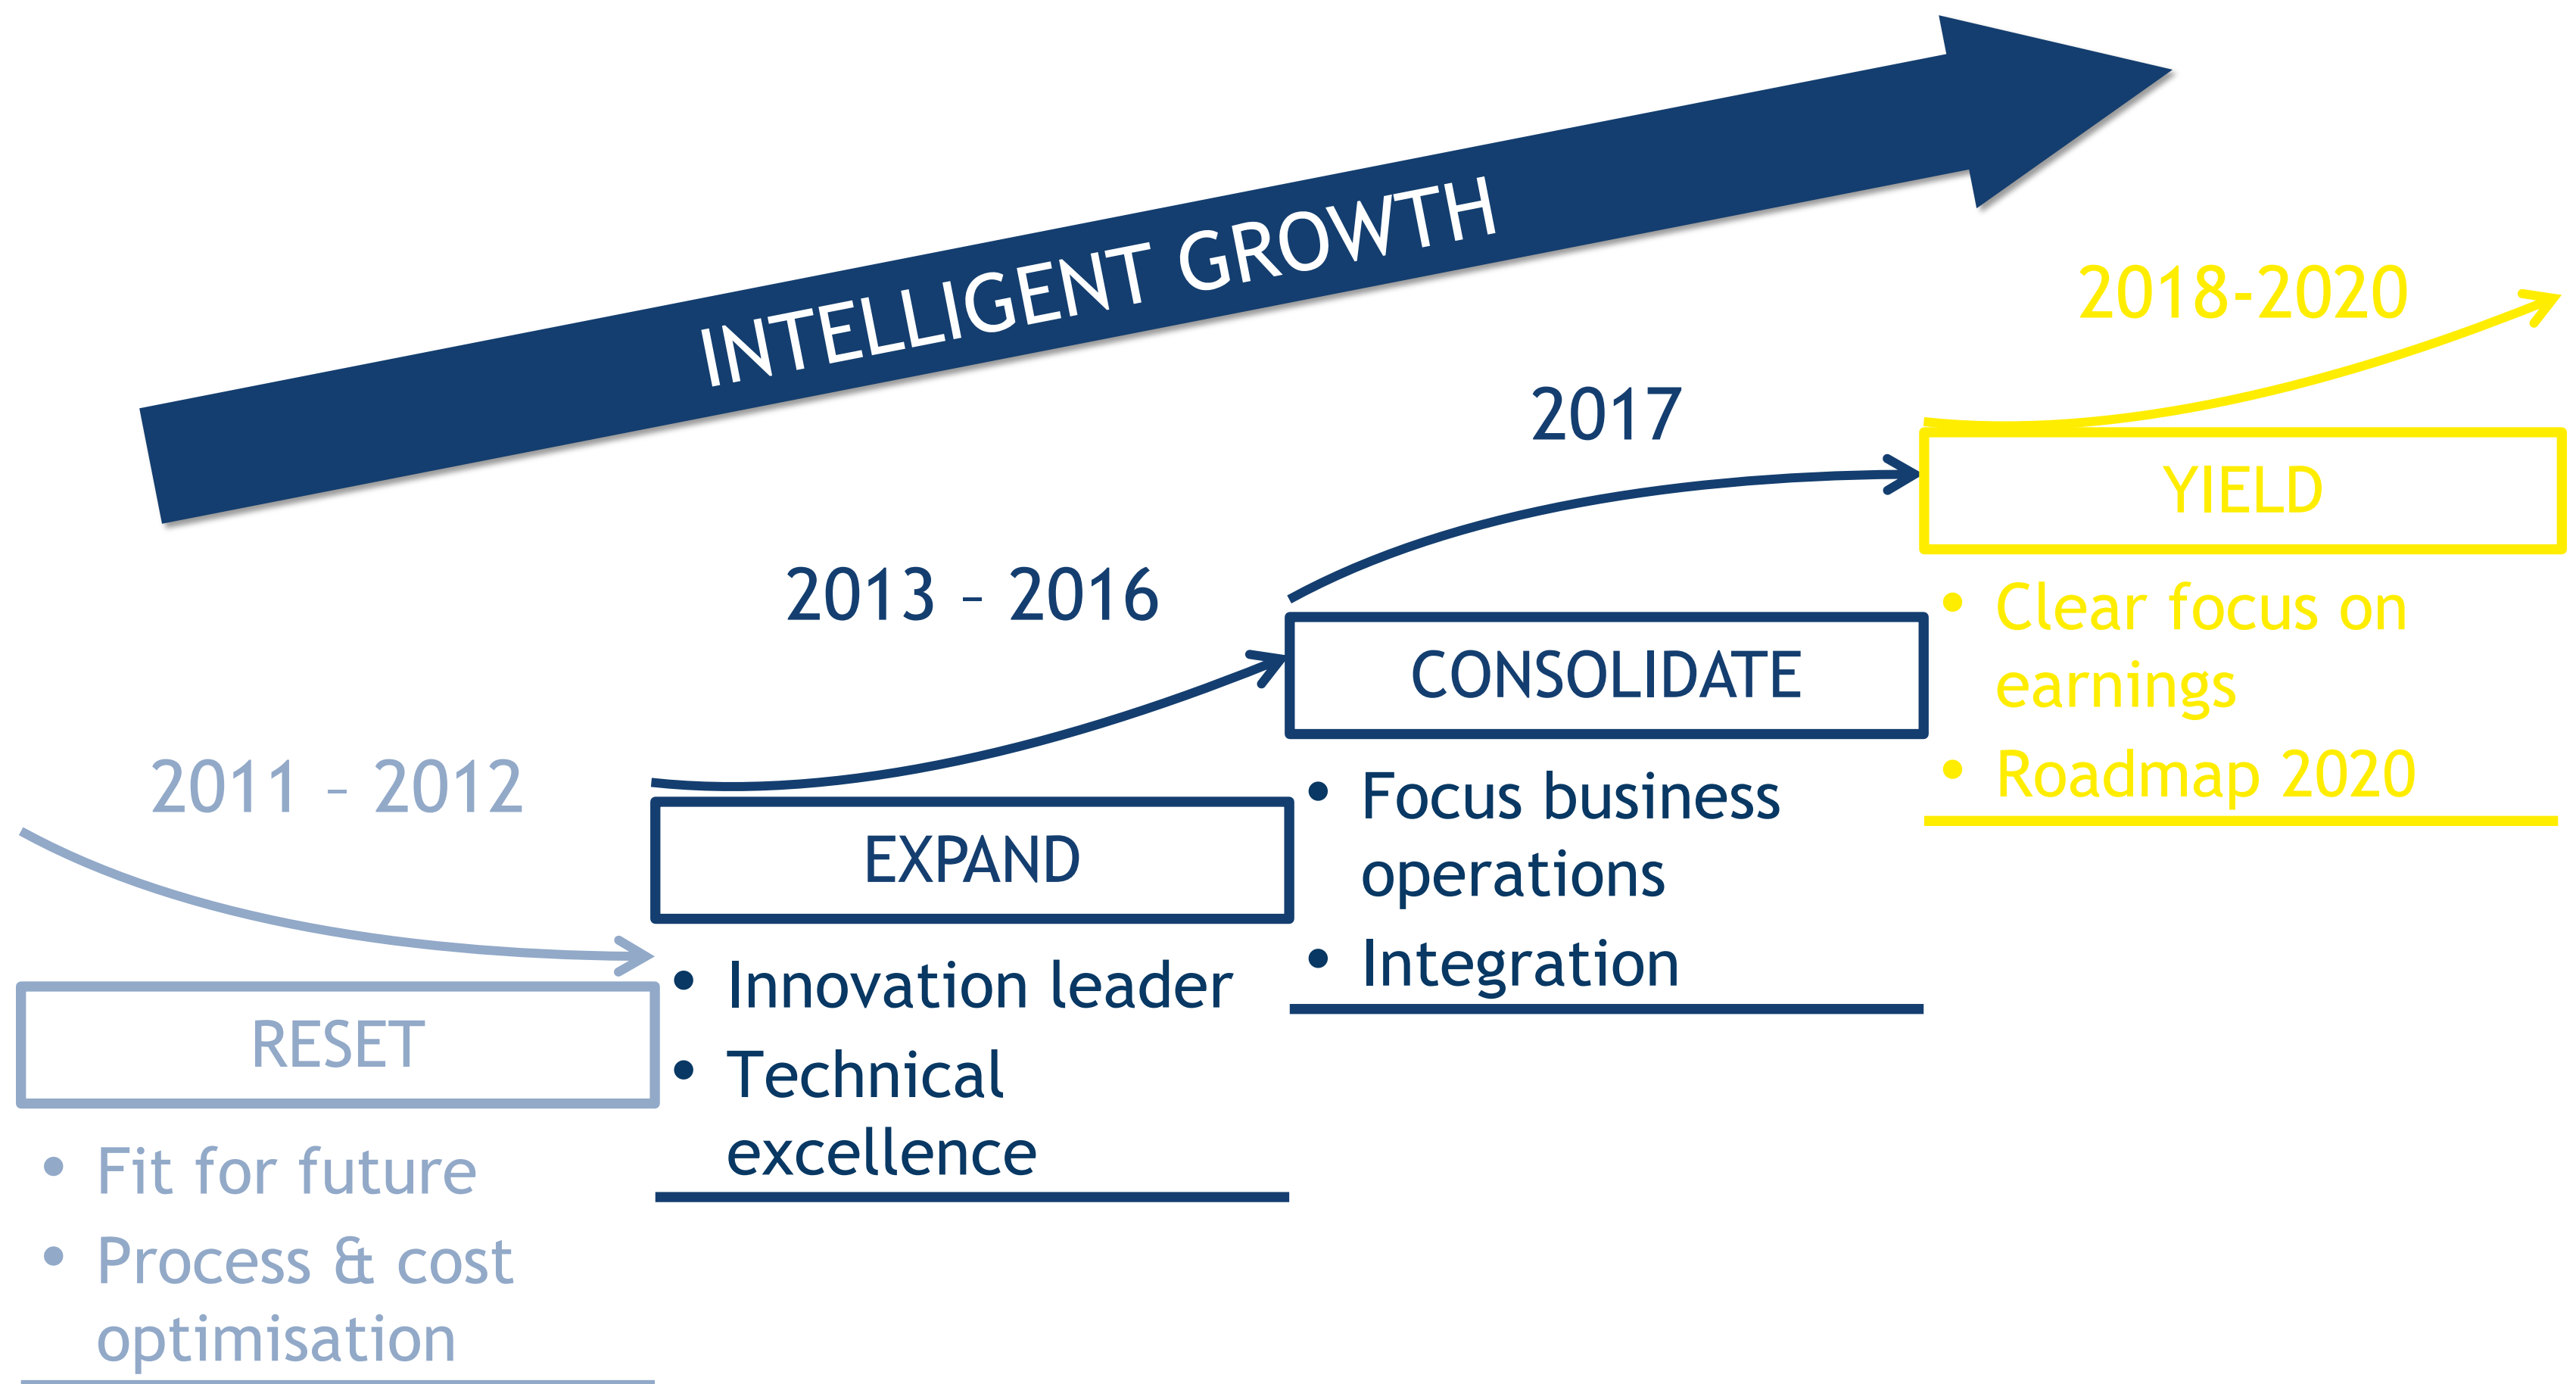 INTELLIGENT GROWTH
2011 – 2012
RESET
• Fit for future
• Process & cost
optimisation
2013 – 2016
EXPAND
• Innovation leader
• Technical
excellence
2017
CONSOLIDATE
• Focus business
operations
• Integration
2018-2020
YIELD
• Clear focus on
earnings
• Roadmap 2020